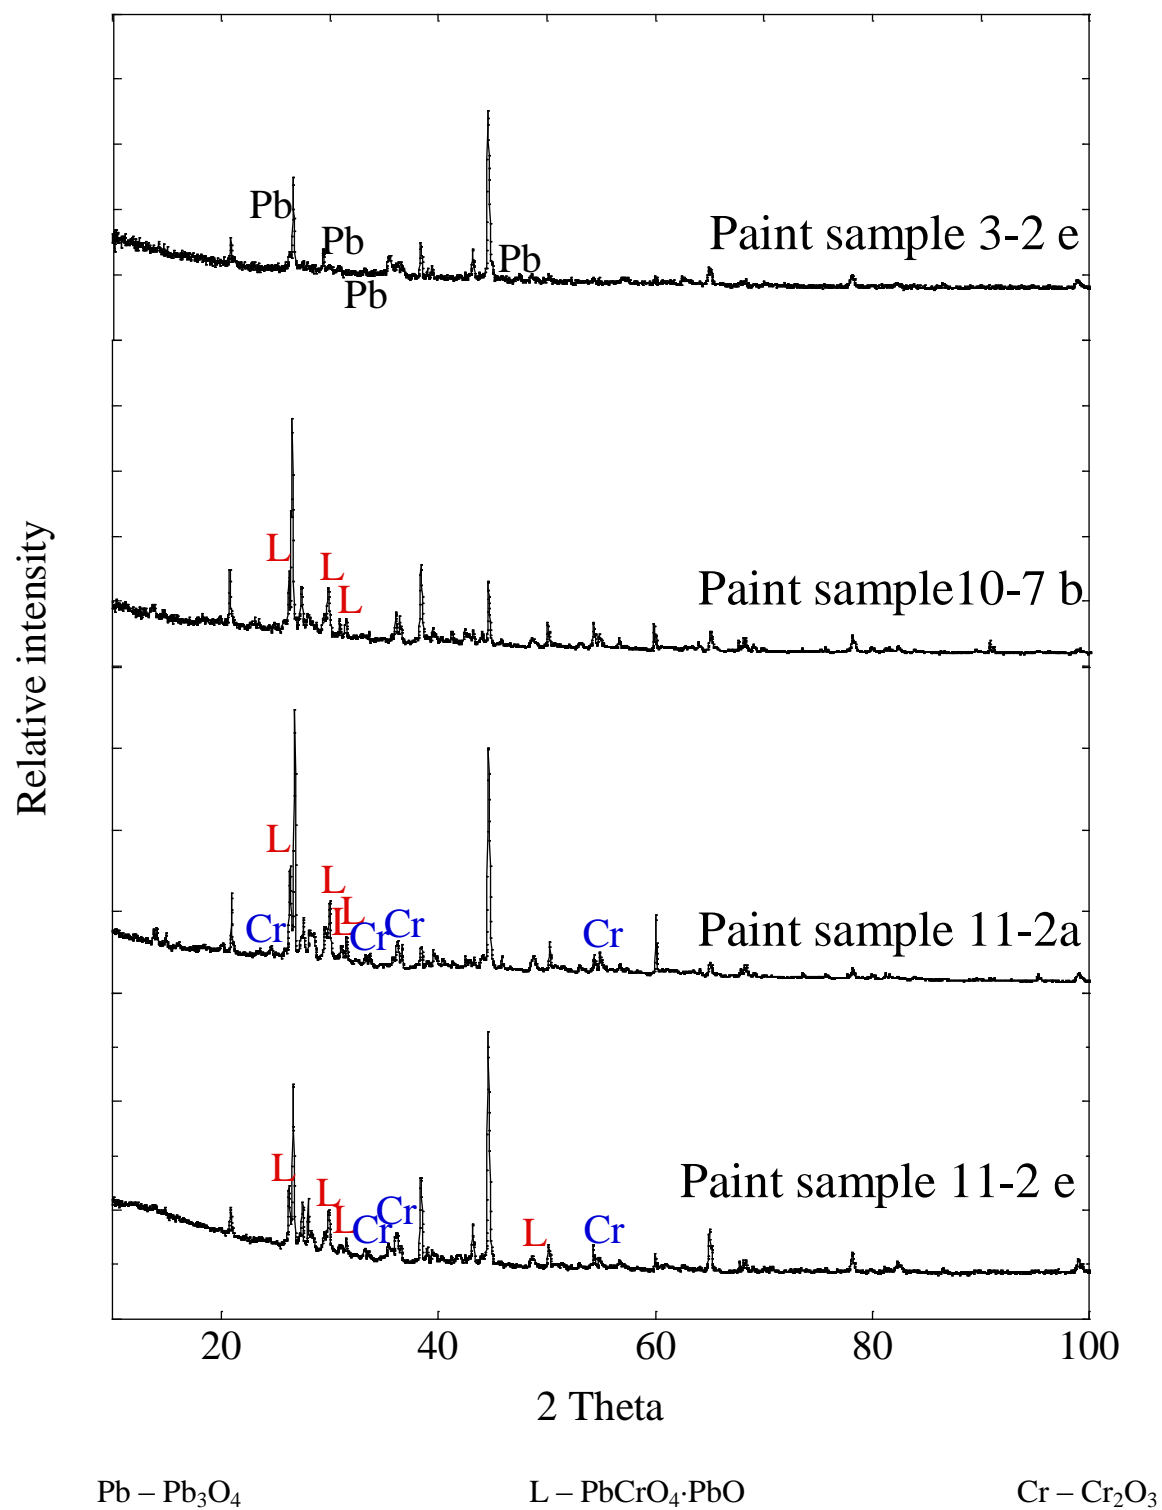 Pb
Pb
Pb
Pb
Paint sample 3-2 e
L
L
L
Paint sample10-7 b
L
L
L
L
Cr
Cr
Cr
Cr
Paint sample 11-2a
L
L
L
Cr
Cr
L
Cr
Paint sample 11-2 e
Relative intensity
20 40 60 80 100
2 Theta
Pb – Pb₃O₄ L – PbCrO₄·PbO Cr – Cr₂O₃